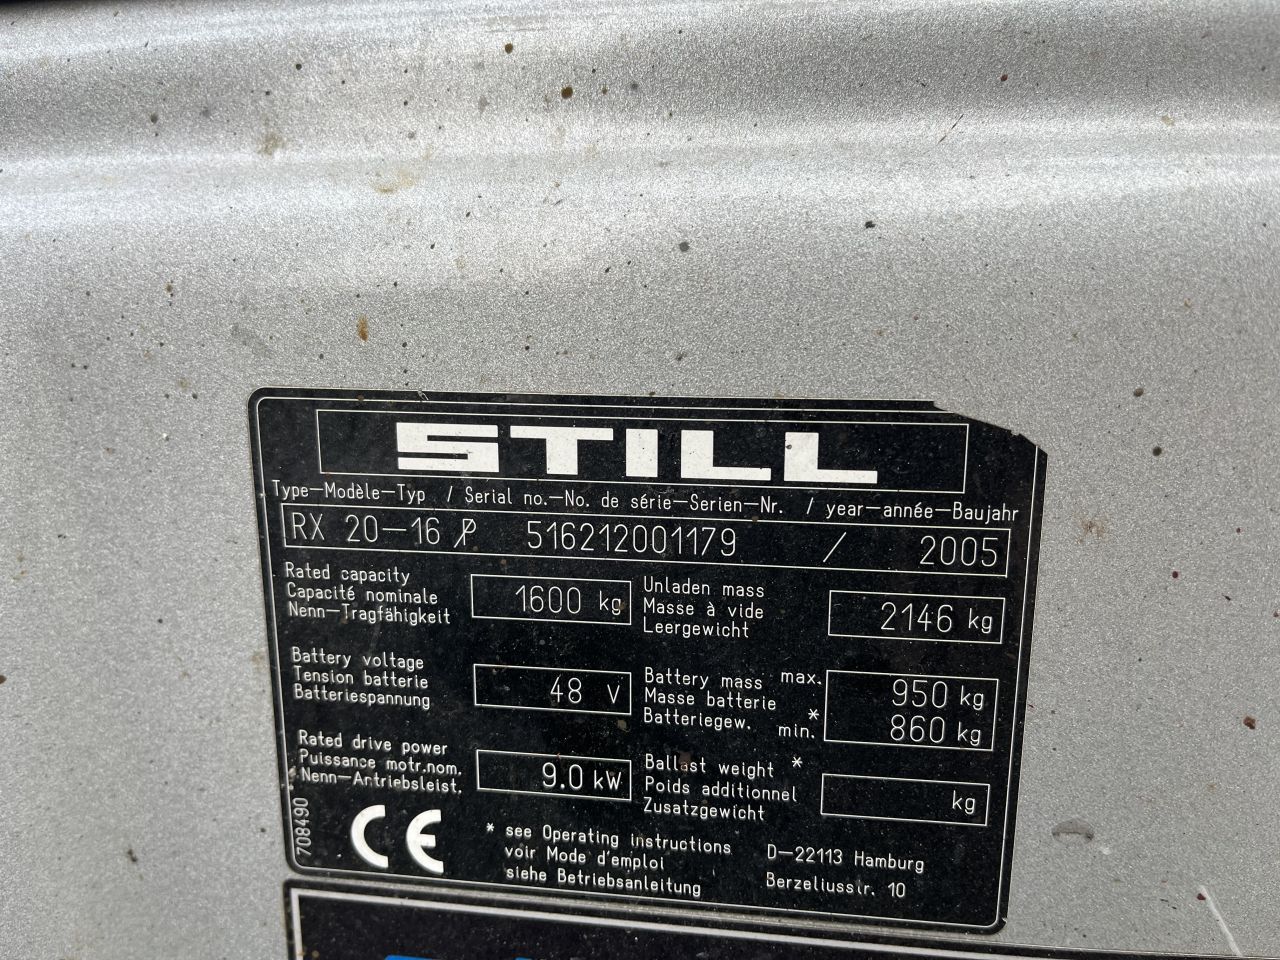 STILL
Type-Modèle-Typ / Serial no.-No. de série-Serien-Nr. / year-année-Baujahr
RX 20-16 P 516212001179 / 2005
Rated capacity
Capacité nominale
Nenn-Tragfähigkeit
1600 kg
Unladen mass
Masse à vide
Leergewicht
2146 kg
Battery voltage
Tension batterie
Batteriespannung
48 V
Battery mass max.
Masse batterie
Batteriegew. * min.
950 kg
860 kg
Rated drive power
Puissance motr.nom.
Nenn-Antriebsleist.
9.0 kW
Ballast weight *
Poids additionnel
Zusatzgewicht
kg
708490
CE
* see Operating instructions
voir Mode d'emploi
siehe Betriebsanleitung
D-22113 Hamburg
Berzeliusstr. 10